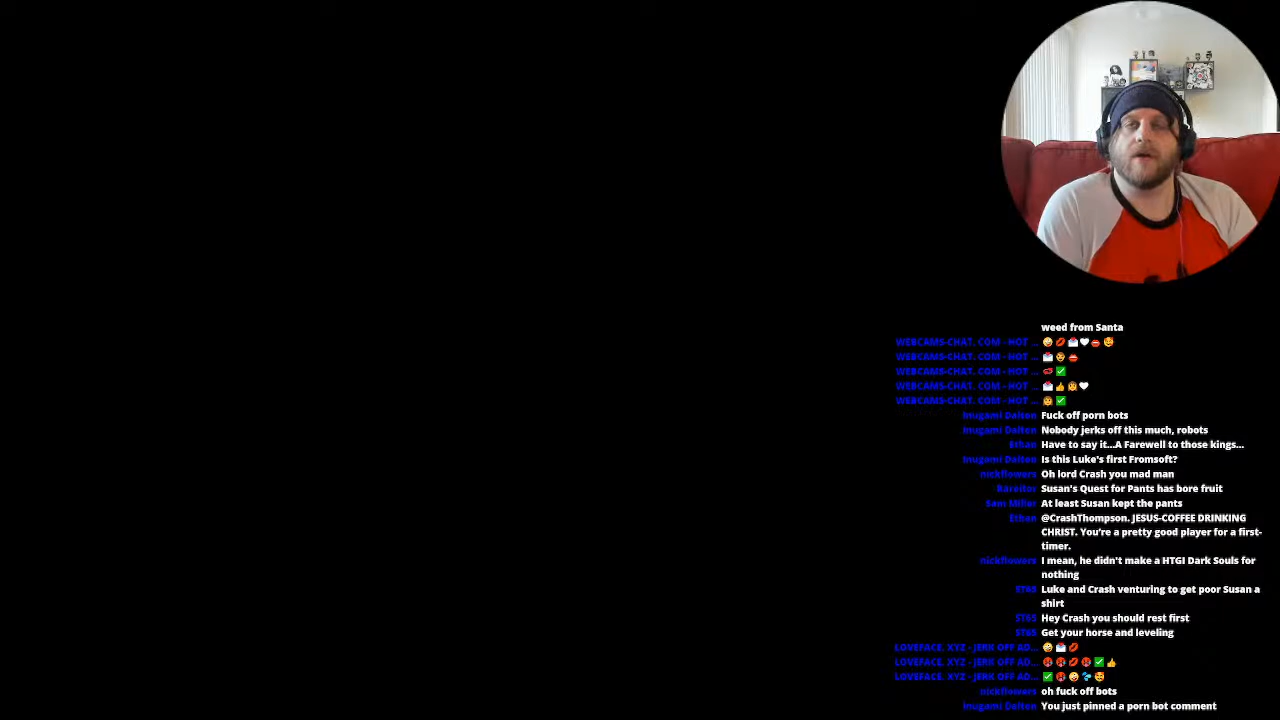 weed from Santa
WEBCAMS-CHAT. COM - HOT ... 🤪💋💌🤍👄🥰
WEBCAMS-CHAT. COM - HOT ...
WEBCAMS-CHAT. COM - HOT ...
WEBCAMS-CHAT. COM - HOT ...
WEBCAMS-CHAT. COM - HOT ...
Inugami Dalton Fuck off porn bots
Inugami Dalton Nobody jerks off this much, robots
Ethan Have to say it...A Farewell to those kings...
Inugami Dalton Is this Luke's first Fromsoft?
nickflowers Oh lord Crash you mad man
Bareitor Susan's Quest for Pants has bore fruit
Sam Miller At least Susan kept the pants
Ethan @CrashThompson. JESUS-COFFEE DRINKING
CHRIST. You're a pretty good player for a first-
timer.
nickflowers I mean, he didn't make a HTGI Dark Souls for
nothing
ST65 Luke and Crash venturing to get poor Susan a
shirt
ST65 Hey Crash you should rest first
ST65 Get your horse and leveling
LOVEFACE. XYZ - JERK OFF AD...
LOVEFACE. XYZ - JERK OFF AD...
LOVEFACE. XYZ - JERK OFF AD...
nickflowers oh fuck off bots
Inugami Dalton You just pinned a porn bot comment